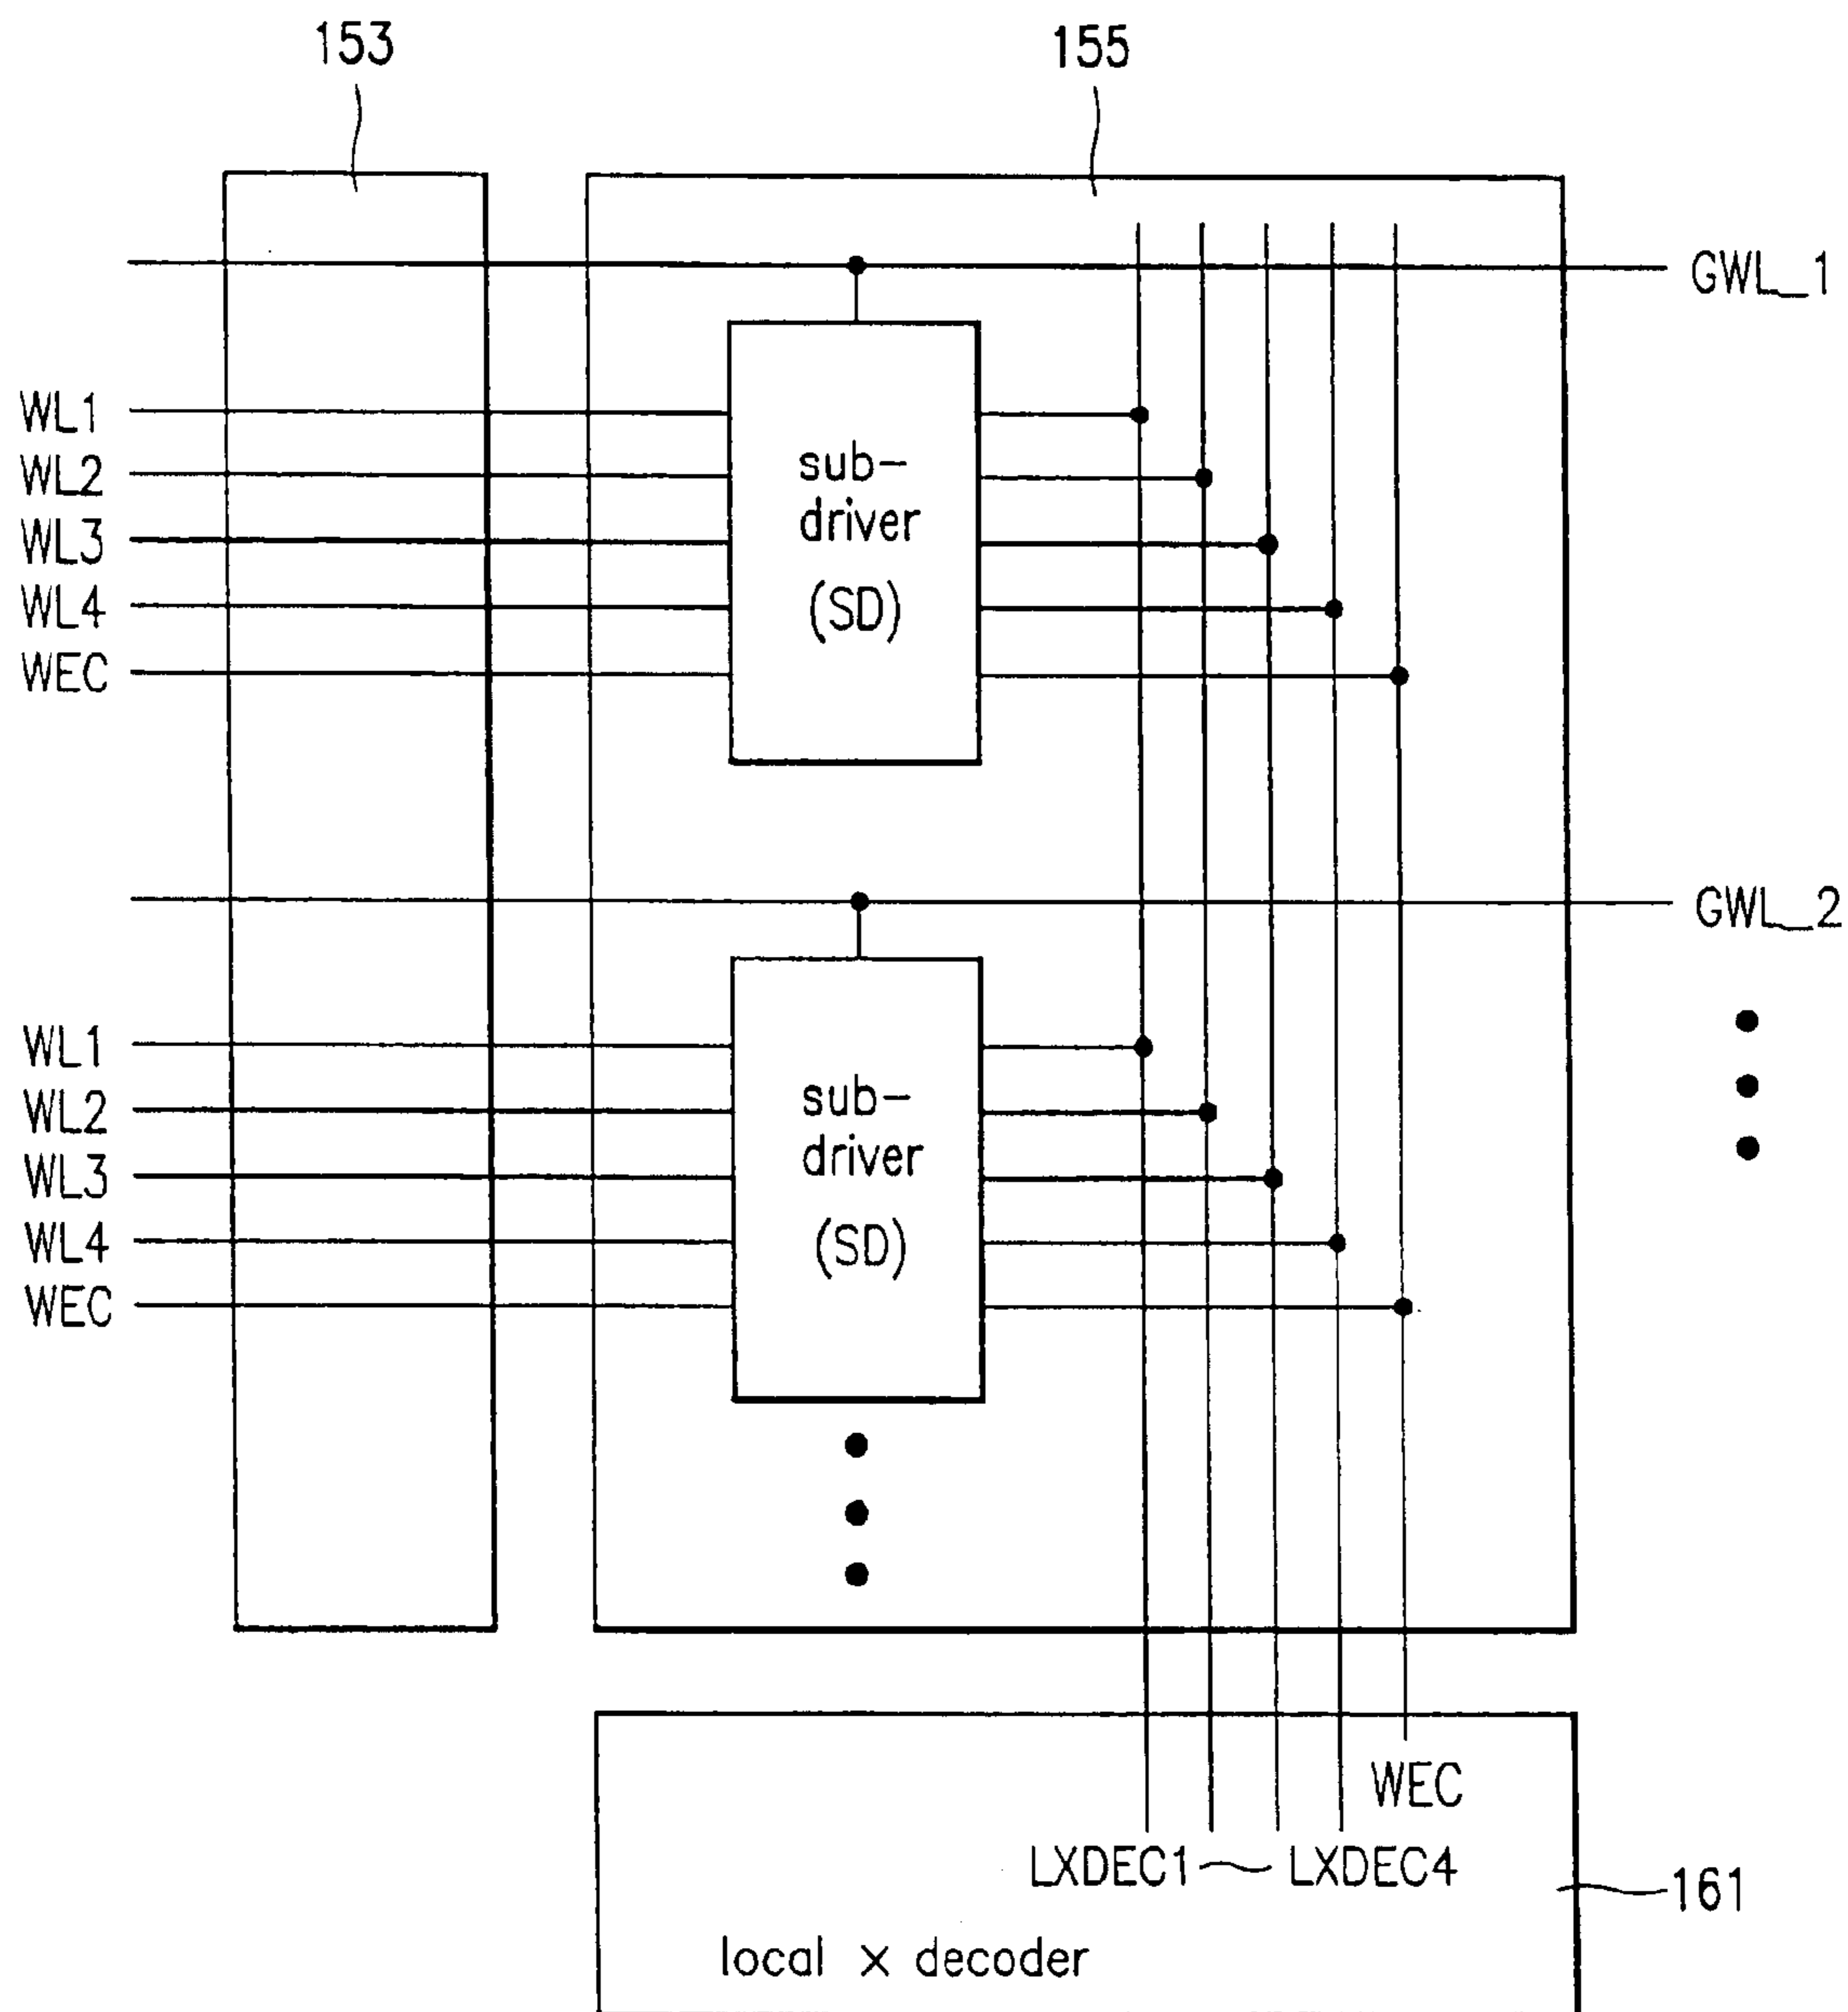 153
155
GWL_1
WL1
WL2
WL3
WL4
WEC
sub-
driver
(SD)
GWL_2
WL1
WL2
WL3
WL4
WEC
sub-
driver
(SD)
WEC
LXDEC1～LXDEC4
161
local x decoder